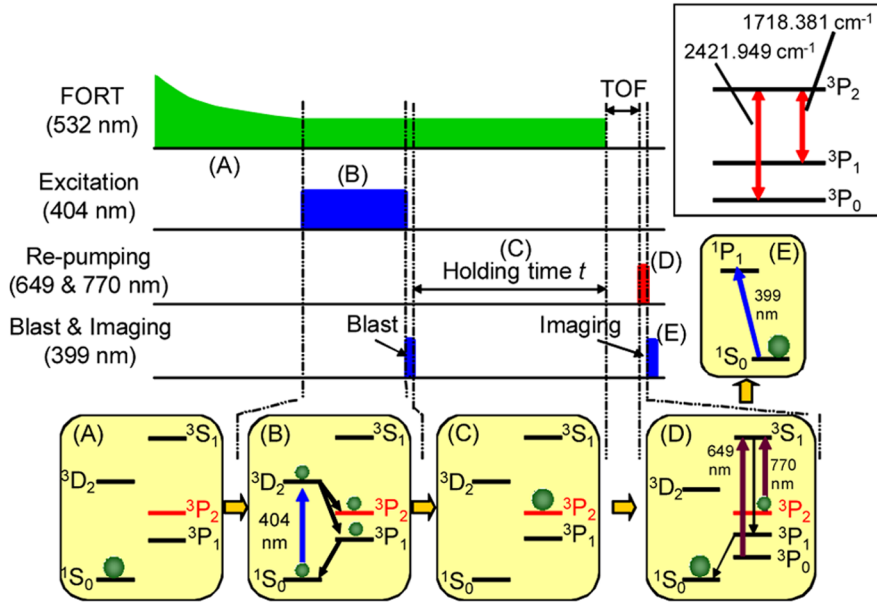 1718.381 cm⁻¹
2421.949 cm⁻¹
³P₂
³P₁
³P₀
FORT
(532 nm)
TOF
(A)
Excitation
(404 nm)
(B)
Re-pumping
(649 & 770 nm)
(C)
Holding time t
(D)
Blast & Imaging
(399 nm)
Blast
Imaging
(E)
¹P₁
(E)
399
nm
¹S₀
(A)
³S₁
³D₂
³P₂
³P₁
¹S₀
(B)
³S₁
³D₂
³P₂
404
nm
³P₁
¹S₀
(C)
³S₁
³D₂
³P₂
³P₁
¹S₀
(D)
³S₁
649
nm
770
nm
³D₂
³P₂
³P₁
³P₀
¹S₀